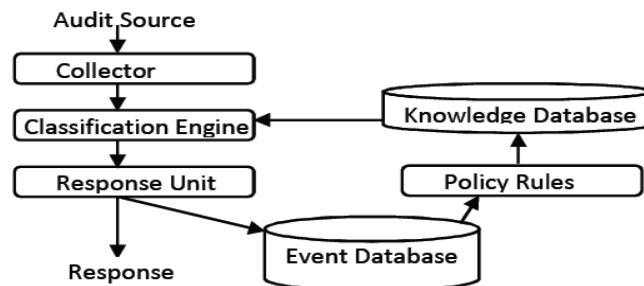 Audit Source
Collector
Classification Engine
Response Unit
Response
Knowledge Database
Policy Rules
Event Database